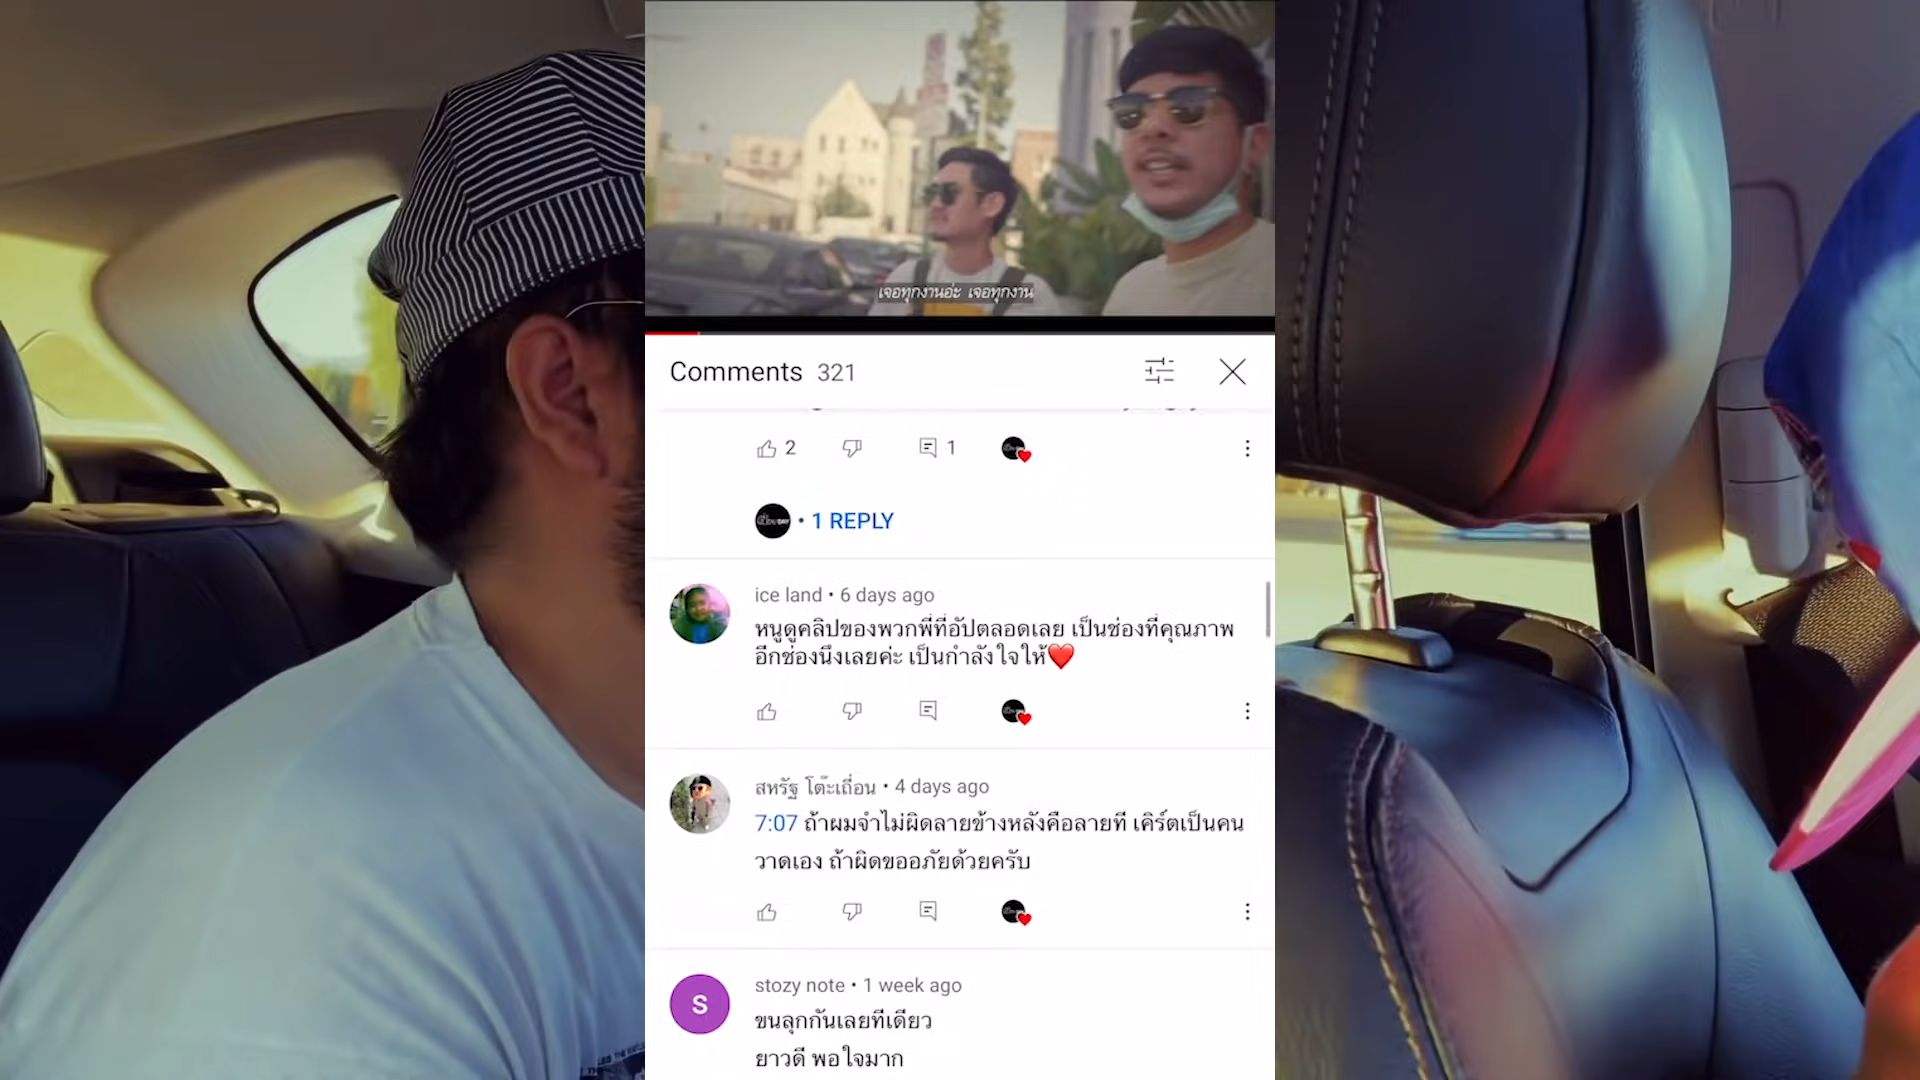 เจอทุกงานอ่ะ เจอทุกงาน
Comments 321
2 1
• 1 REPLY
ice land • 6 days ago
หนูดูคลิปของพวกพี่ที่อัปตลอดเลย เป็นช่องที่คุณภาพ
อีกช่องนึงเลยค่ะ เป็นกำลังใจให้❤️
สหรัฐ โต๊ะเถื่อน • 4 days ago
7:07 ถ้าผมจำไม่ผิดลายข้างหลังคือลายที่ เคิร์ตเป็นคน
วาดเอง ถ้าผิดขออภัยด้วยครับ
S
stozy note • 1 week ago
ขนลุกกันเลยทีเดียว
ยาวดี พอใจมาก